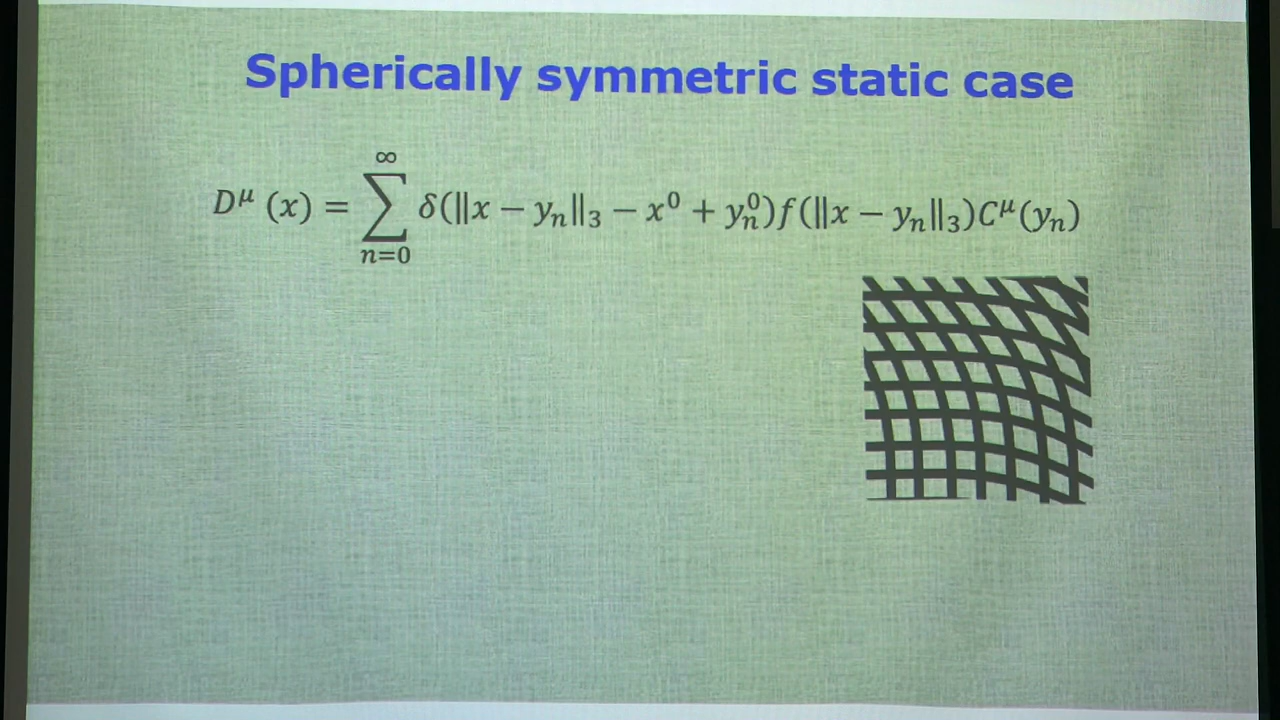 Spherically symmetric static case
D^μ (x) = ∑_{n=0}^{∞} δ(‖x − y_n‖_3 − x^0 + y_n^0) f(‖x − y_n‖_3) C^μ(y_n)